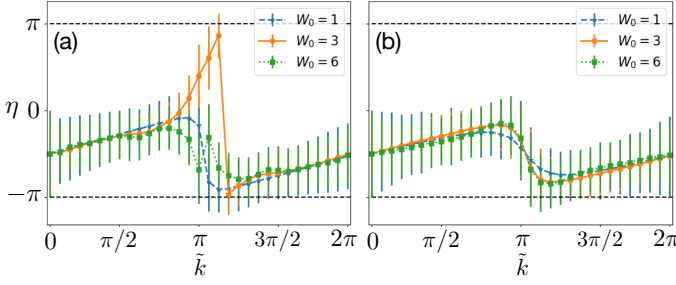 π
(a)
W₀ = 1
W₀ = 3
W₀ = 6
(b)
W₀ = 1
W₀ = 3
W₀ = 6
η 0
−π
0 π/2 π 3π/2 2π
0 π/2 π 3π/2 2π
k̃
k̃